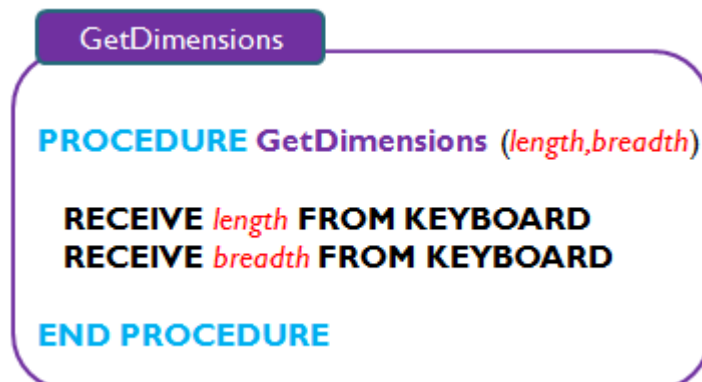 GetDimensions
PROCEDURE GetDimensions (length,breadth)
RECEIVE length FROM KEYBOARD
RECEIVE breadth FROM KEYBOARD
END PROCEDURE